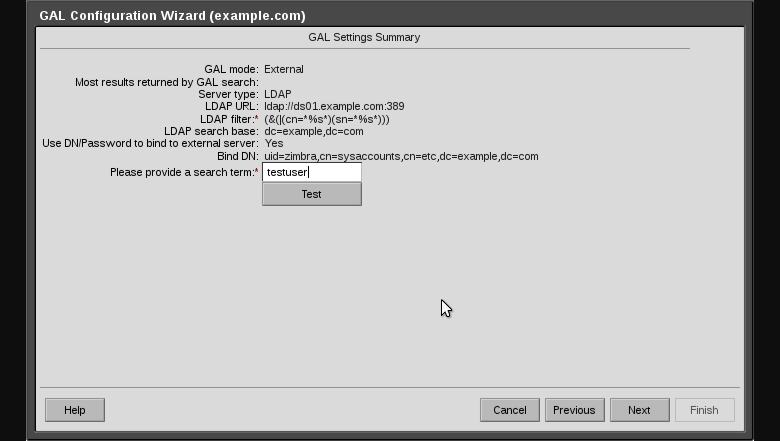 GAL Configuration Wizard (example.com)
GAL Settings Summary
GAL mode: External
Most results returned by GAL search:
Server type: LDAP
LDAP URL: ldap://ds01.example.com:389
LDAP filter:* (&(|(cn=*%s*)(sn=*%s*)))
LDAP search base: dc=example,dc=com
Use DN/Password to bind to external server: Yes
Bind DN: uid=zimbra,cn=sysaccounts,cn=etc,dc=example,dc=com
Please provide a search term:* testuser
Test
Help Cancel Previous Next Finish